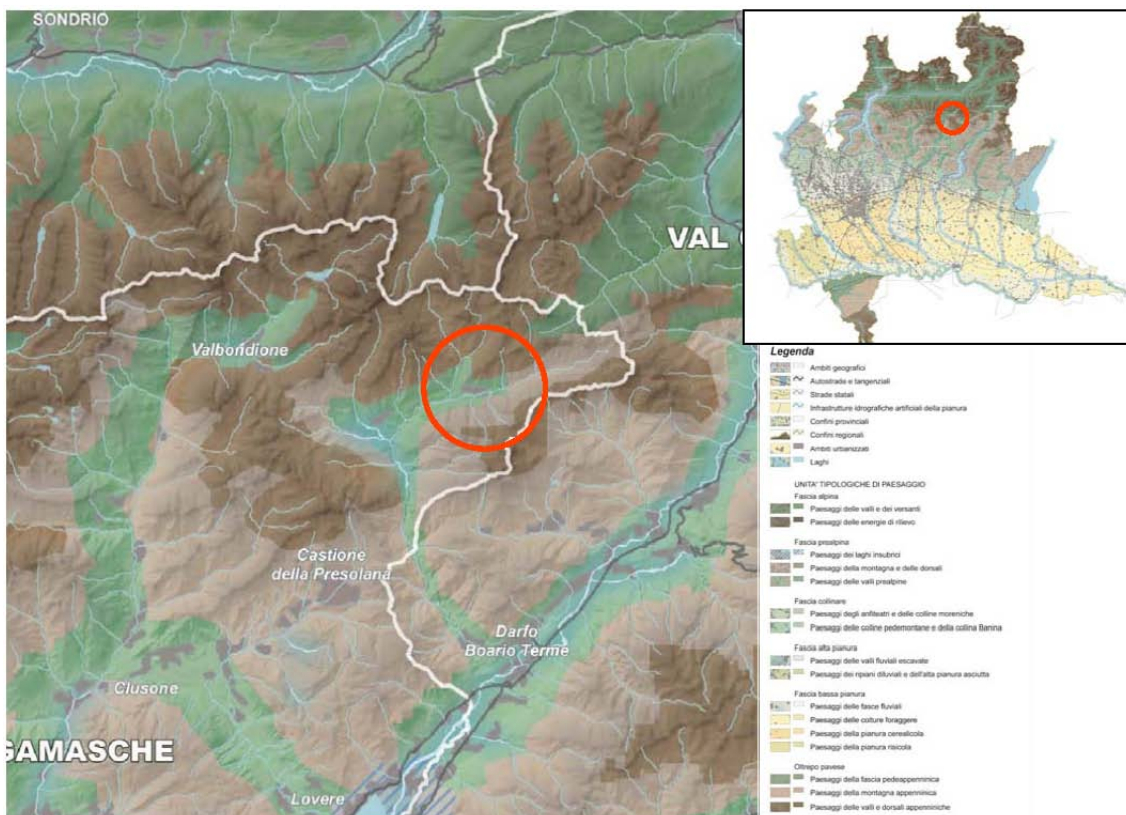 SONDRIO
VAL
Valbondione
Castione
della Presolana
Darfo
Boario Terme
Clusone
GAMASCHE
Lovere
Legenda
Ambiti geografici
Autostrade e tangenziali
Strade statali
Infrastrutture idrografiche artificiali della pianura
Confini provinciali
Confini regionali
Ambiti urbanizzati
Laghi
UNITA' TIPOLOGICHE DI PAESAGGIO
Fascia alpina
Paesaggi delle valli e dei versanti
Paesaggi delle energie di rilievo
Fascia prealpina
Paesaggi dei laghi insubrici
Paesaggi della montagna e delle dorsali
Paesaggi delle valli prealpine
Fascia collinare
Paesaggi degli anfiteatri e delle colline moreniche
Paesaggi delle colline pedemontane e della collina Banina
Fascia alta pianura
Paesaggi delle valli fluviali escavate
Paesaggi dei ripiani diluviali e dell'alta pianura asciutta
Fascia bassa pianura
Paesaggi delle fasce fluviali
Paesaggi delle colture foraggere
Paesaggi della pianura cerealicola
Paesaggi della pianura risicola
Oltrepo pavese
Paesaggi della fascia pedeappenninica
Paesaggi della montagna appenninica
Paesaggi delle valli e dorsali appenniniche